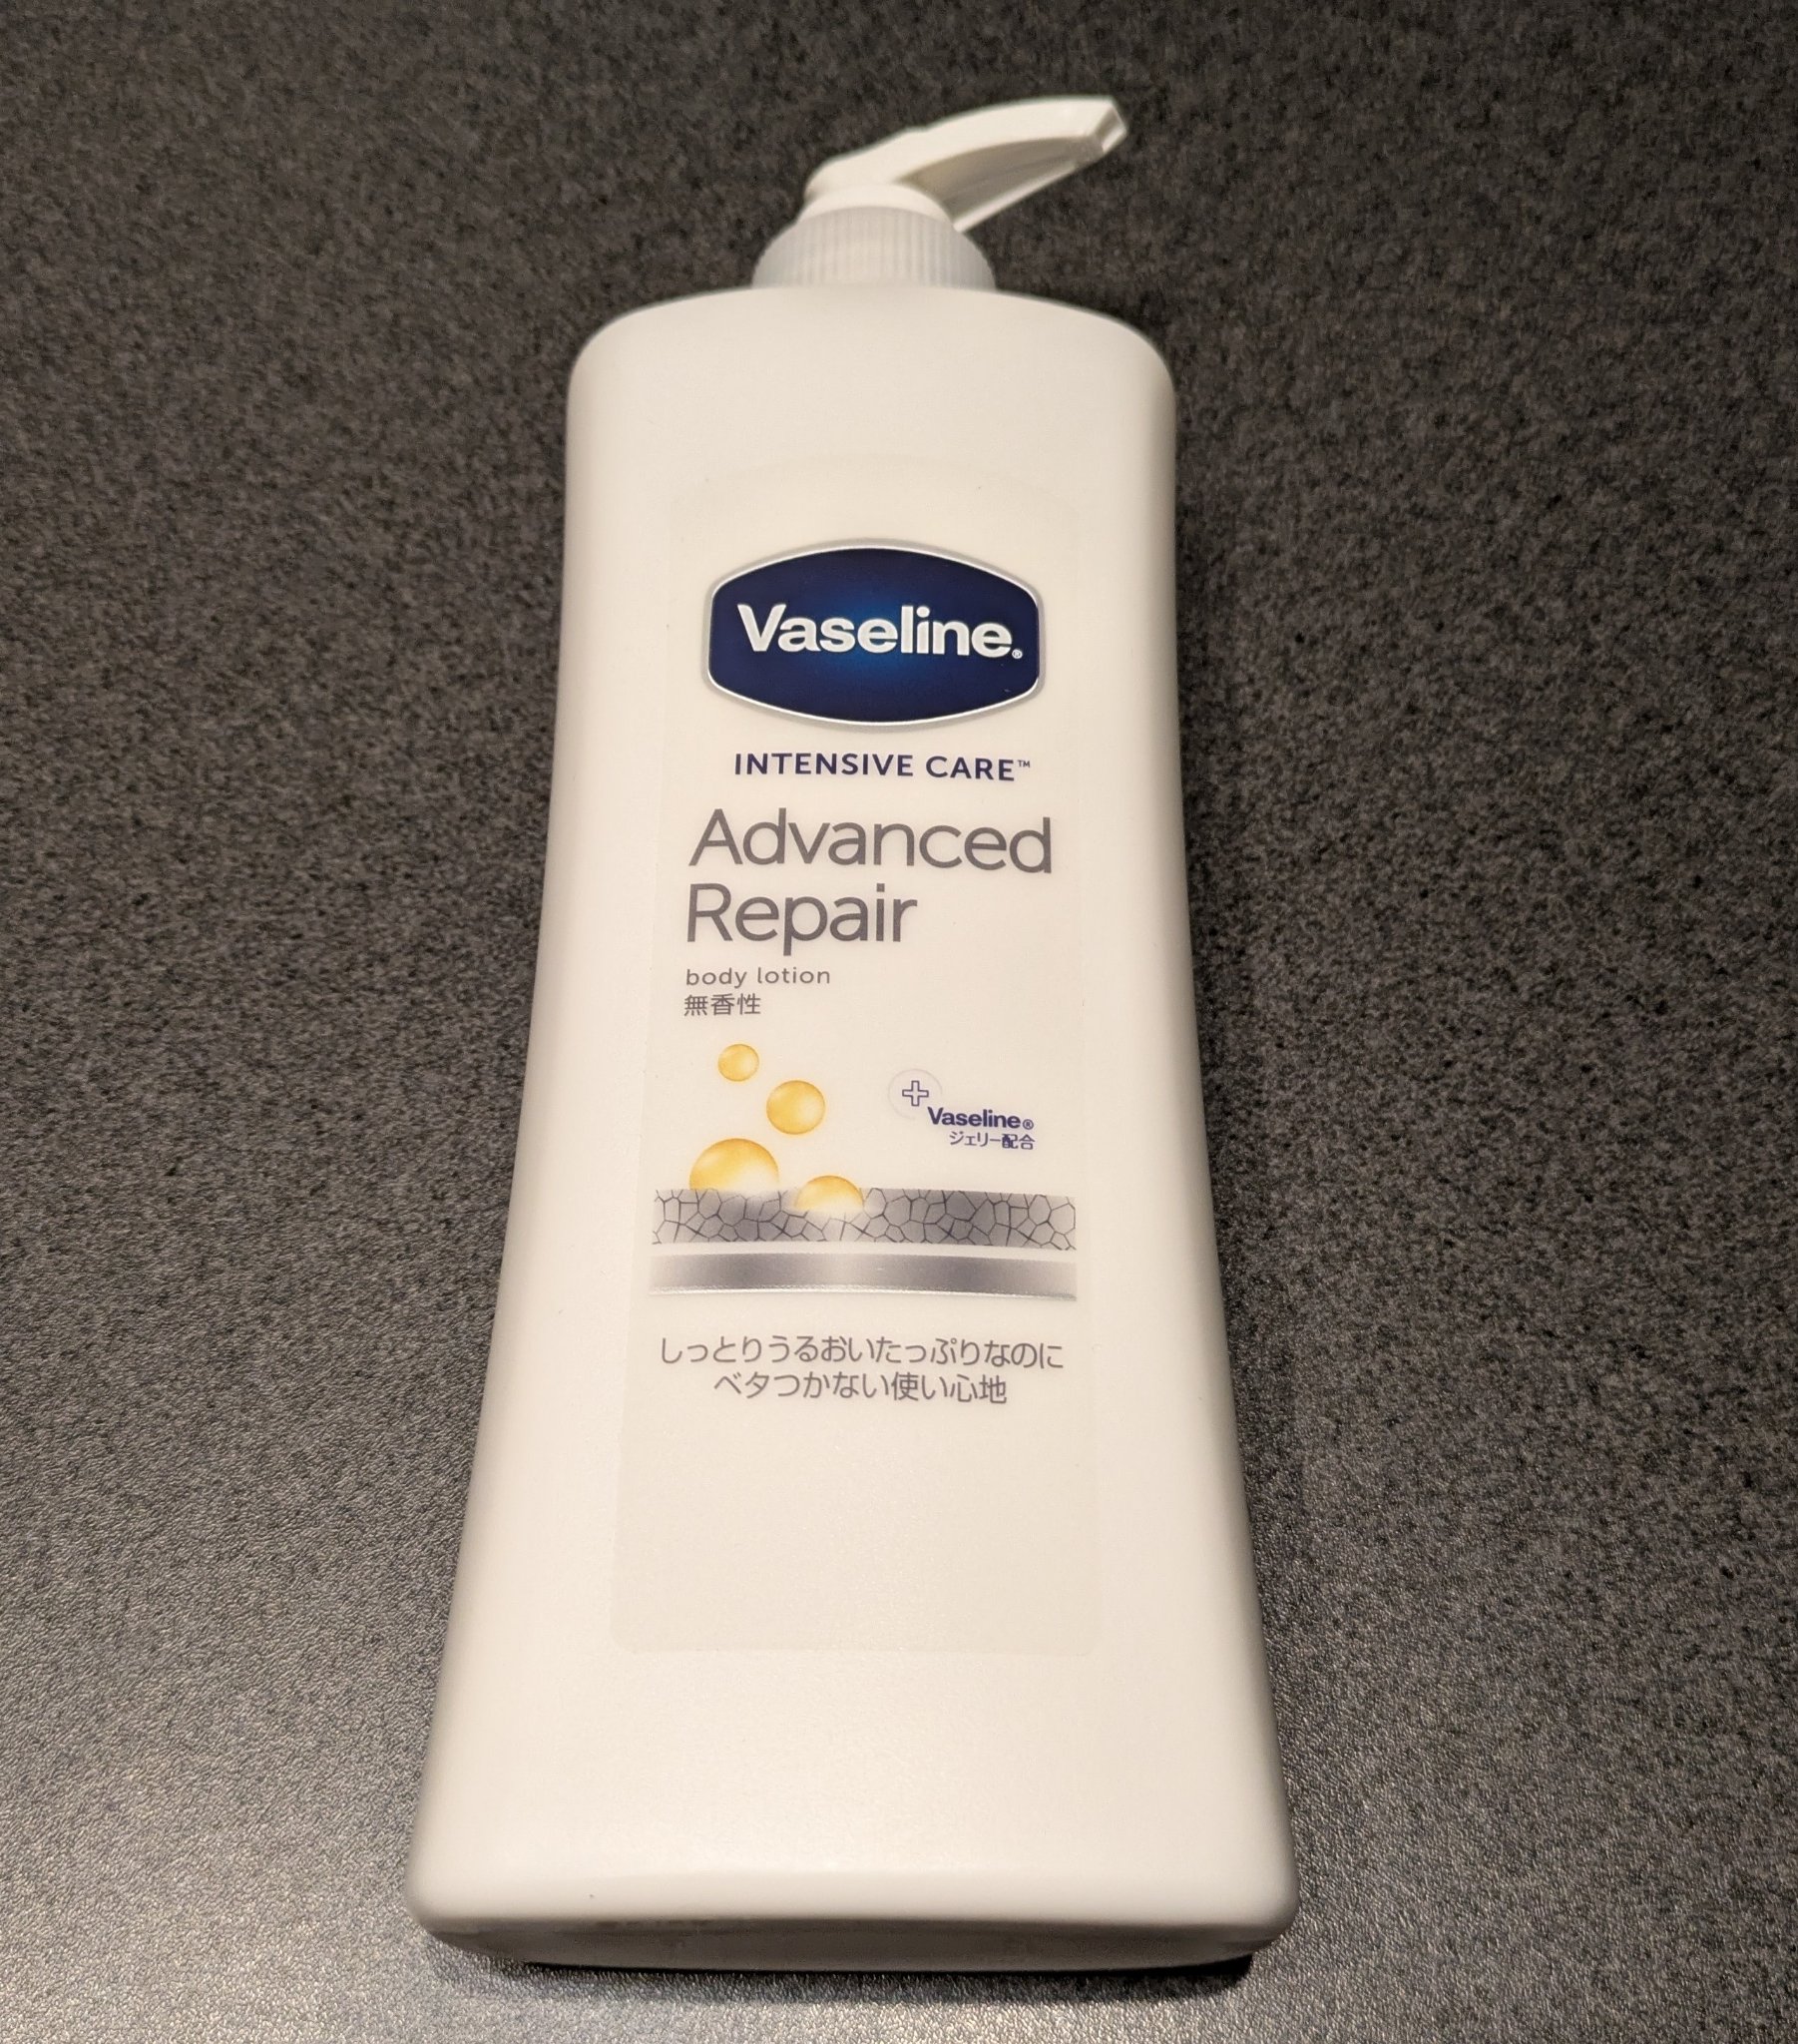 Vaseline®
INTENSIVE CARE™
Advanced
Repair
body lotion
無香性
Vaseline®
ジェリー配合
しっとりうるおいたっぷりなのに
ベタつかない使い心地